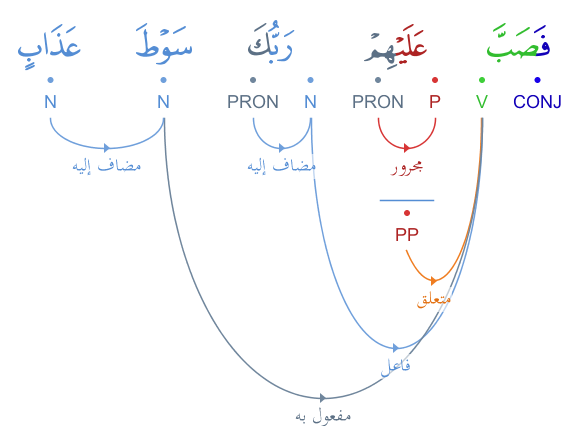 فَصَبَّ عَلَيْهِمْ رَبُّكَ سَوْطَ عَذَابٍ
CONJ V P PRON N PRON N N
مجرور مضاف إليه مضاف إليه
PP
متعلق
فاعل
مفعول به